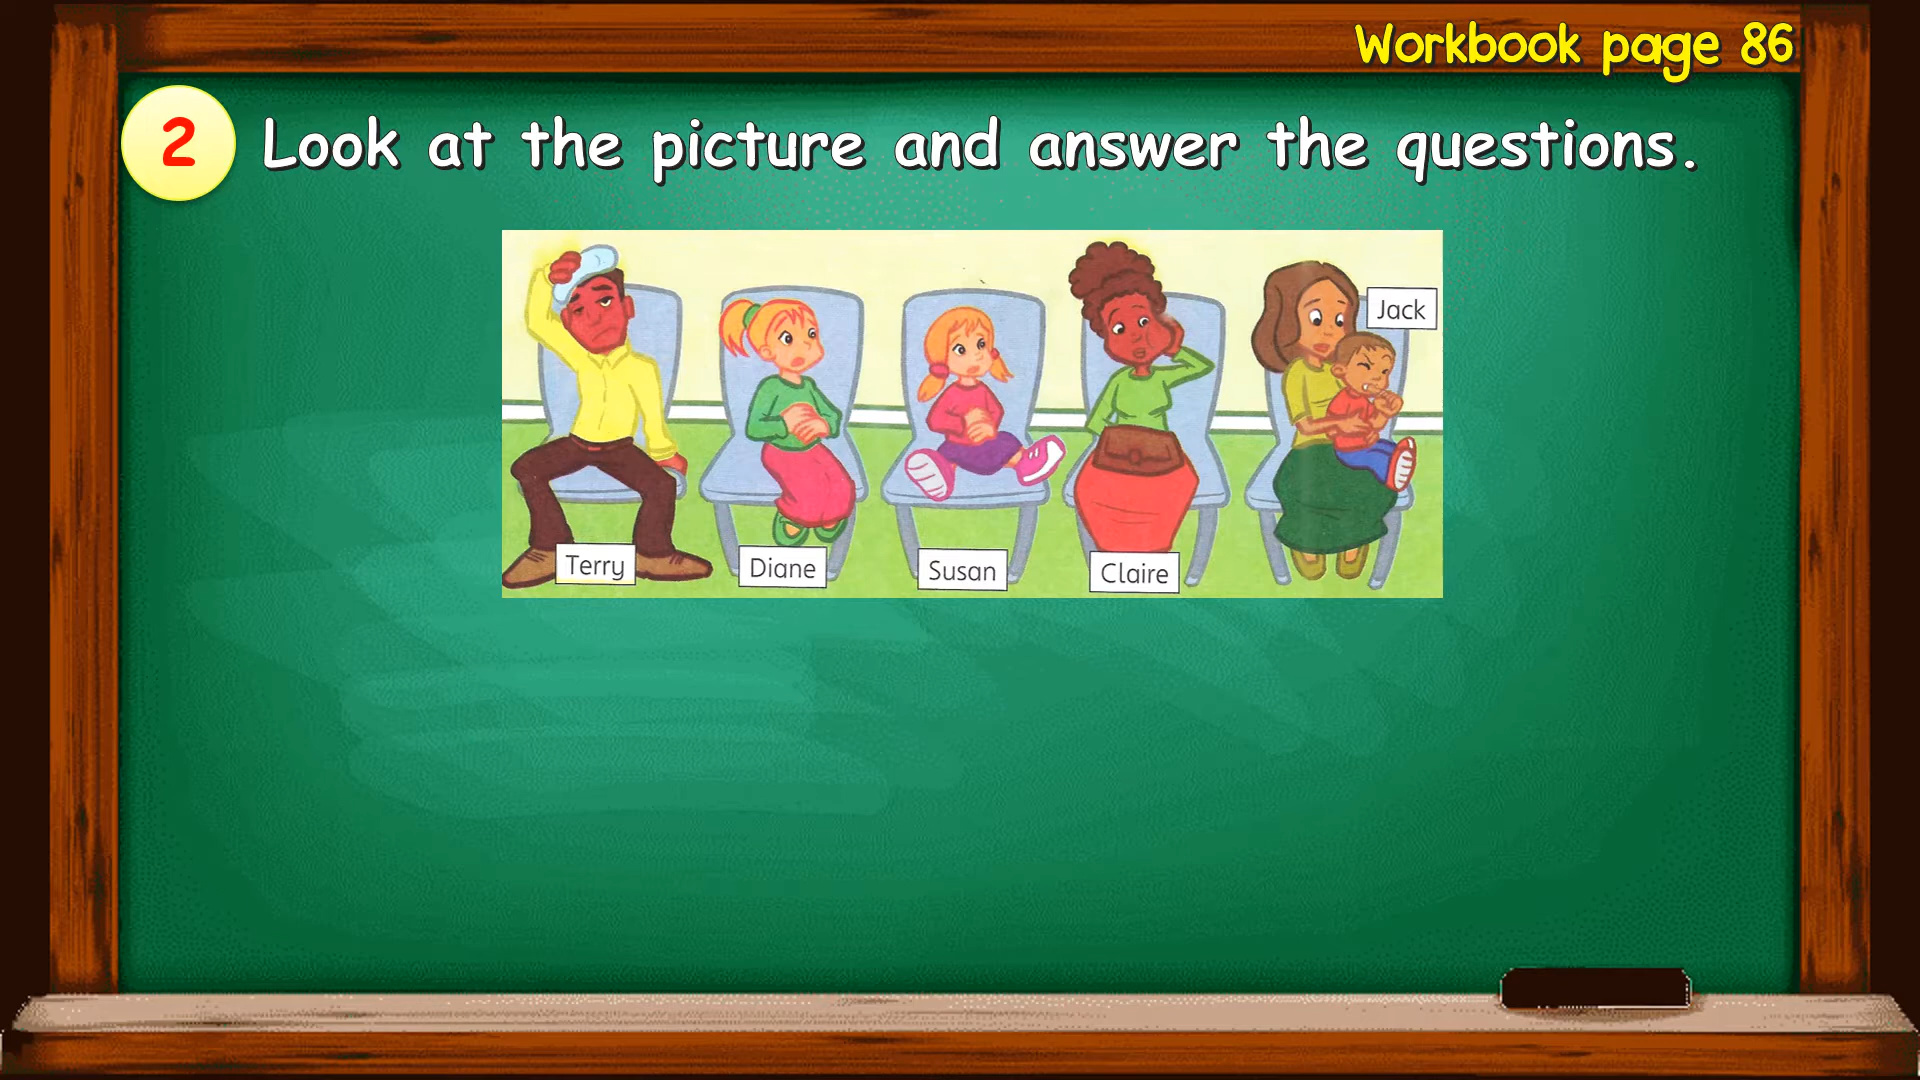 Workbook page 86
2 Look at the picture and answer the questions.
Jack
Terry
Diane
Susan
Claire